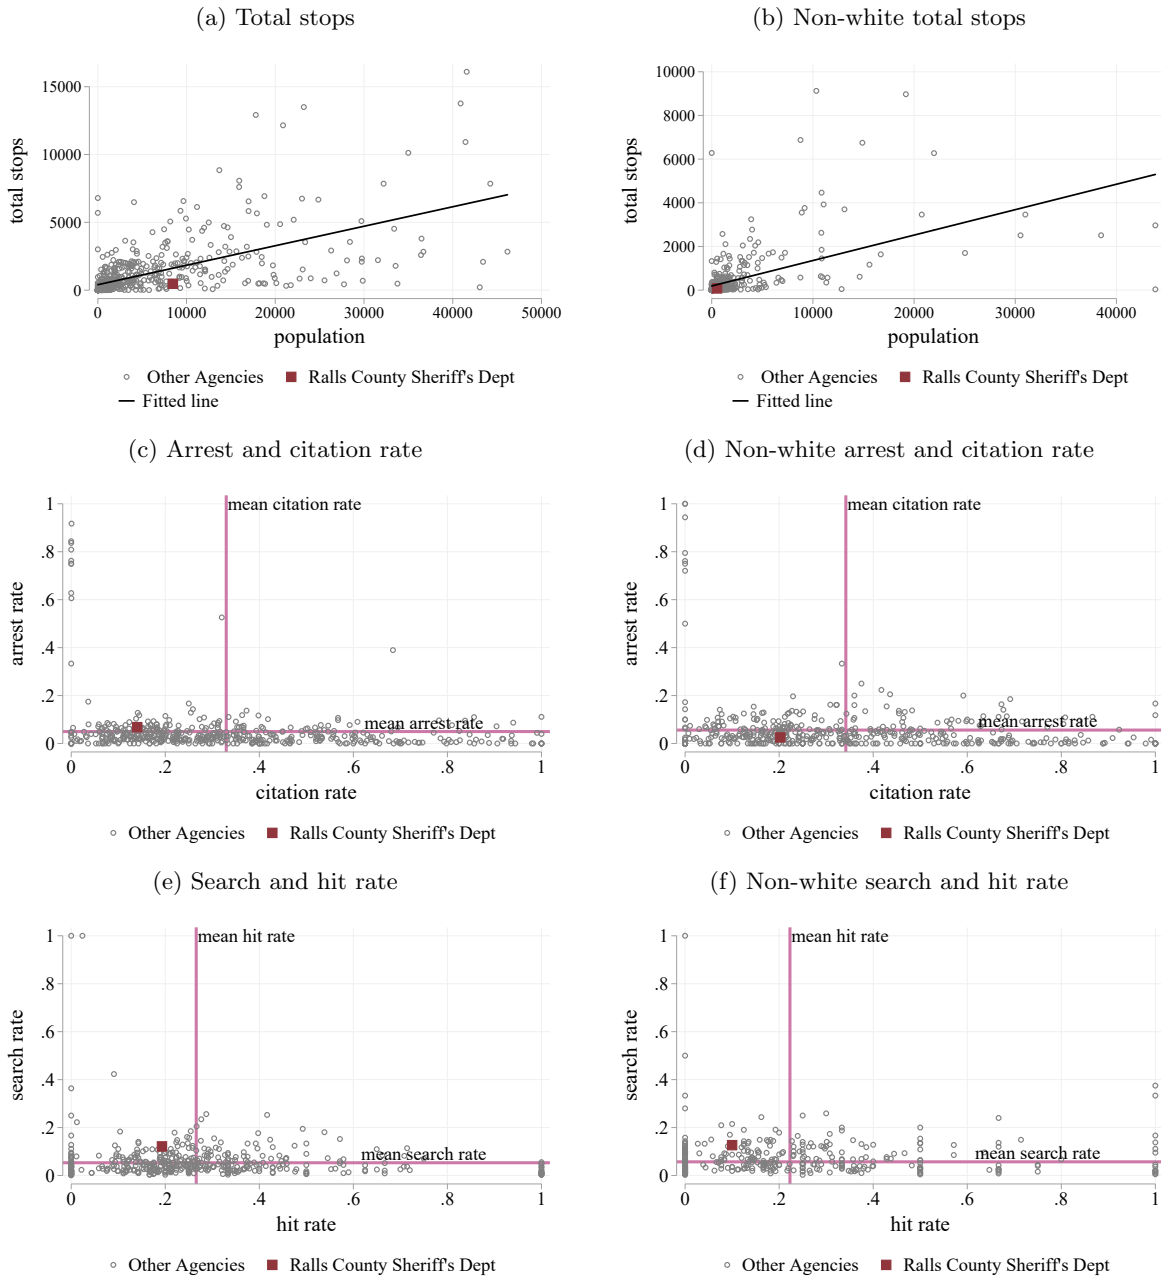 (a) Total stops
(b) Non-white total stops
total stops
15000
10000
5000
0
0 10000 20000 30000 40000 50000
population
Other Agencies Ralls County Sheriff's Dept
Fitted line
total stops
10000
8000
6000
4000
2000
0
0 10000 20000 30000 40000
population
Other Agencies Ralls County Sheriff's Dept
Fitted line
(c) Arrest and citation rate
(d) Non-white arrest and citation rate
arrest rate
1
.8
.6
.4
.2
0
mean citation rate
mean arrest rate
0 .2 .4 .6 .8 1
citation rate
Other Agencies Ralls County Sheriff's Dept
arrest rate
1
.8
.6
.4
.2
0
mean citation rate
mean arrest rate
0 .2 .4 .6 .8 1
citation rate
Other Agencies Ralls County Sheriff's Dept
(e) Search and hit rate
(f) Non-white search and hit rate
search rate
1
.8
.6
.4
.2
0
mean hit rate
mean search rate
0 .2 .4 .6 .8 1
hit rate
Other Agencies Ralls County Sheriff's Dept
search rate
1
.8
.6
.4
.2
0
mean hit rate
mean search rate
0 .2 .4 .6 .8 1
hit rate
Other Agencies Ralls County Sheriff's Dept